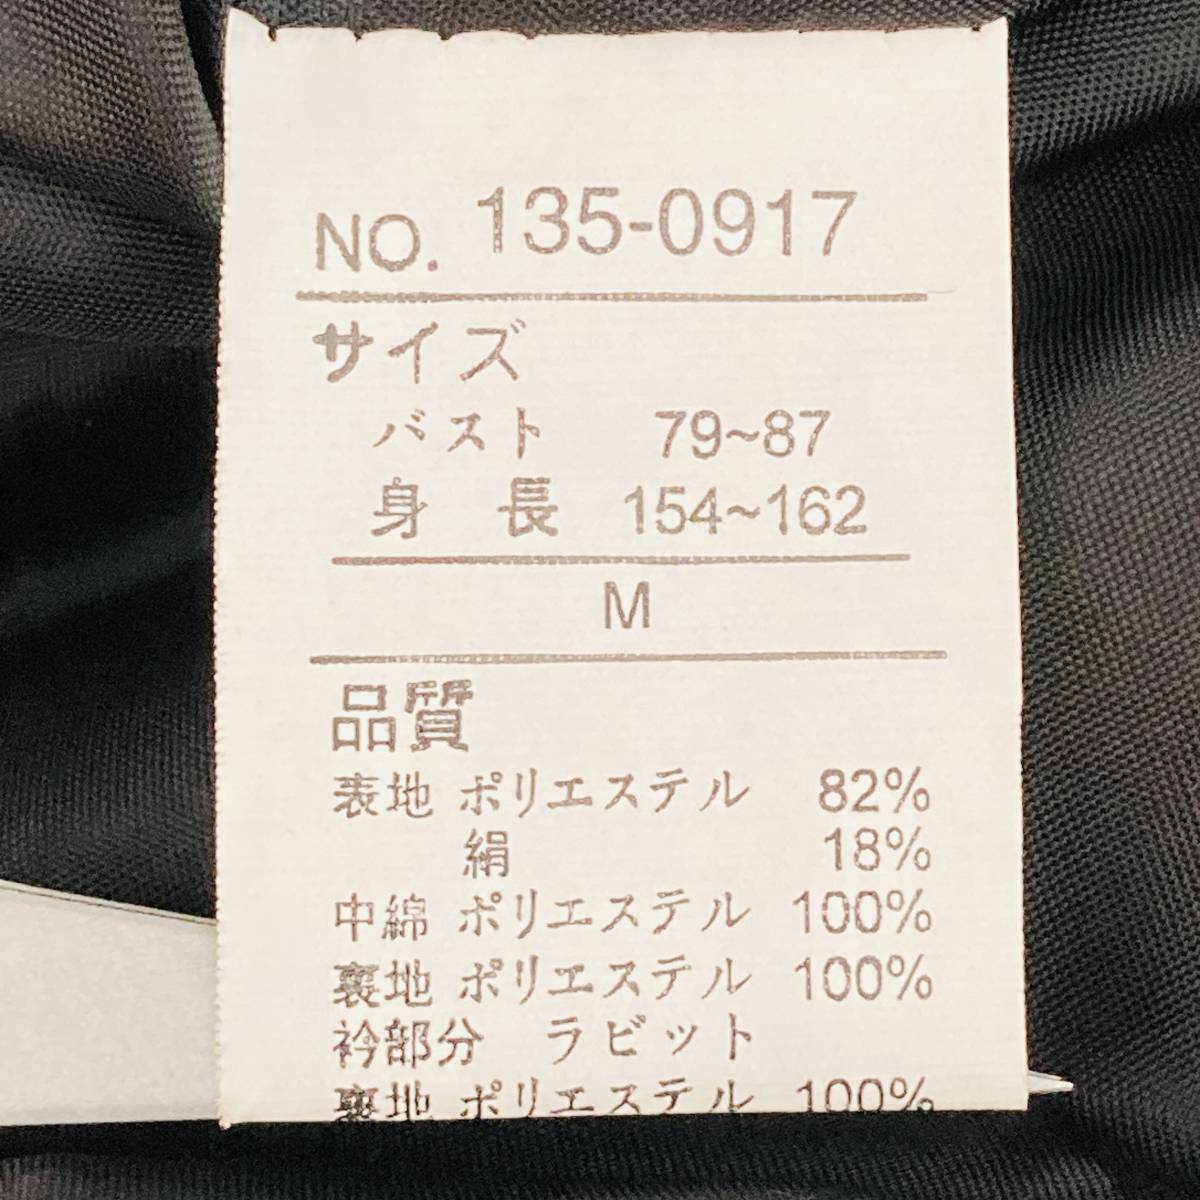 NO. 135-0917
サイズ
バスト 79~87
身 長 154~162
M
品質
表地 ポリエステル 82%
絹 18%
中綿 ポリエステル 100%
裏地 ポリエステル 100%
衿部分 ラビット
裏地 ポリエステル 100%